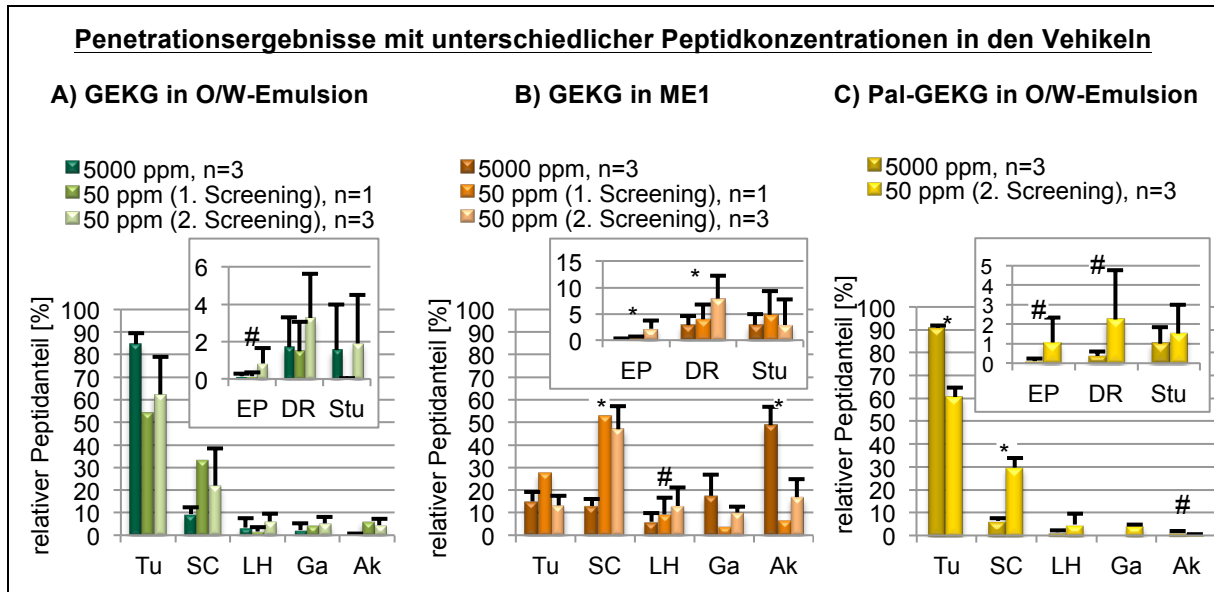 Penetrationsergebnisse mit unterschiedlicher Peptidkonzentrationen in den Vehikeln
A) GEKG in O/W-Emulsion
5000 ppm, n=3
50 ppm (1. Screening), n=1
50 ppm (2. Screening), n=3
relativer Peptidanteil [%]
100
90
80
70
60
50
40
30
20
10
0
Tu SC LH Ga Ak
6
4
2
0
#
EP DR Stu
B) GEKG in ME1
5000 ppm, n=3
50 ppm (1. Screening), n=1
50 ppm (2. Screening), n=3
relativer Peptidanteil [%]
100
90
80
70
60
50
40
30
20
10
0
* # *
Tu SC LH Ga Ak
15
10
5
0
* *
EP DR Stu
C) Pal-GEKG in O/W-Emulsion
5000 ppm, n=3
50 ppm (2. Screening), n=3
relativer Peptidanteil [%]
100
90
80
70
60
50
40
30
20
10
0
* * #
Tu SC LH Ga Ak
5
4
3
2
1
0
# #
EP DR Stu